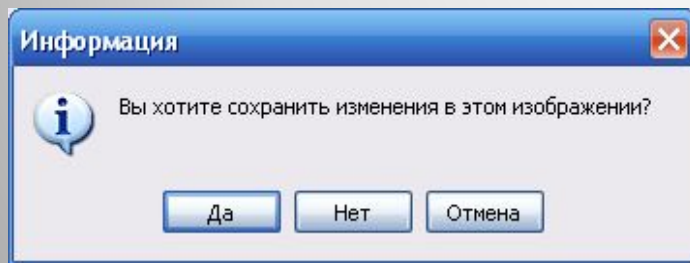 Информация
Вы хотите сохранить изменения в этом изображении?
Да Нет Отмена